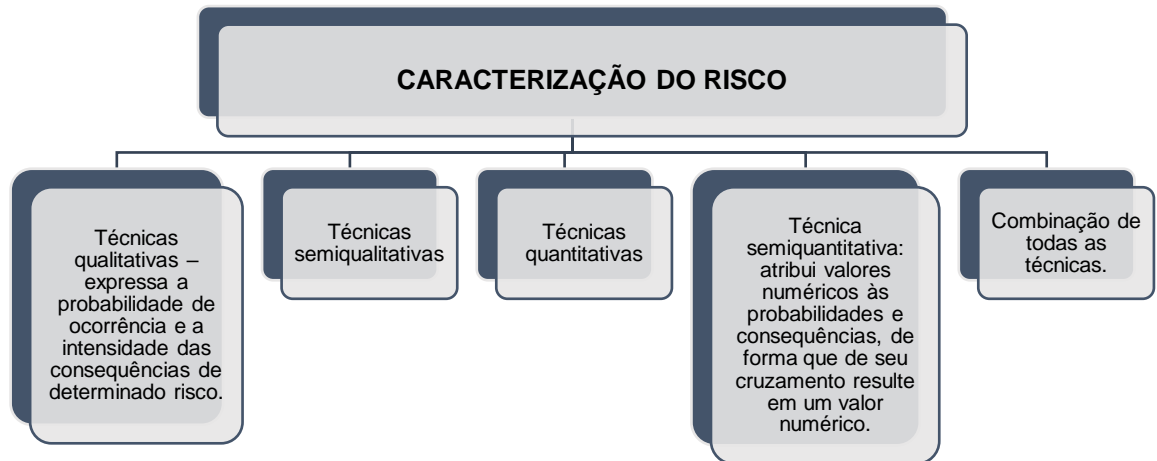 CARACTERIZAÇÃO DO RISCO
Técnicas
qualitativas –
expressa a
probabilidade de
ocorrência e a
intensidade das
consequências de
determinado risco.
Técnicas
semiqualitativas
Técnicas
quantitativas
Técnica
semiquantitativa:
atribui valores
numéricos às
probabilidades e
consequências, de
forma que de seu
cruzamento resulte
em um valor
numérico.
Combinação de
todas as
técnicas.